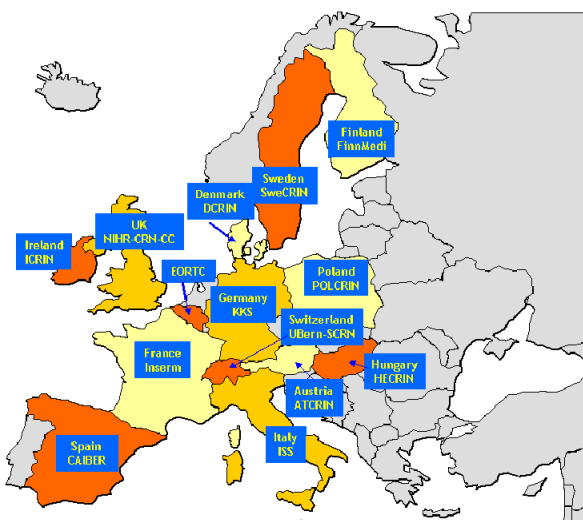 Finland
FinnMedi
Sweden
SweCRIN
Denmark
DCRIN
UK
NIHR-CRN-CC
Ireland
ICRIN
EORTC
Poland
POLCRIN
Germany
KKS
Switzerland
UBern-SCRN
France
Inserm
Hungary
HECRIN
Austria
ATCRIN
Italy
ISS
Spain
CAIBER